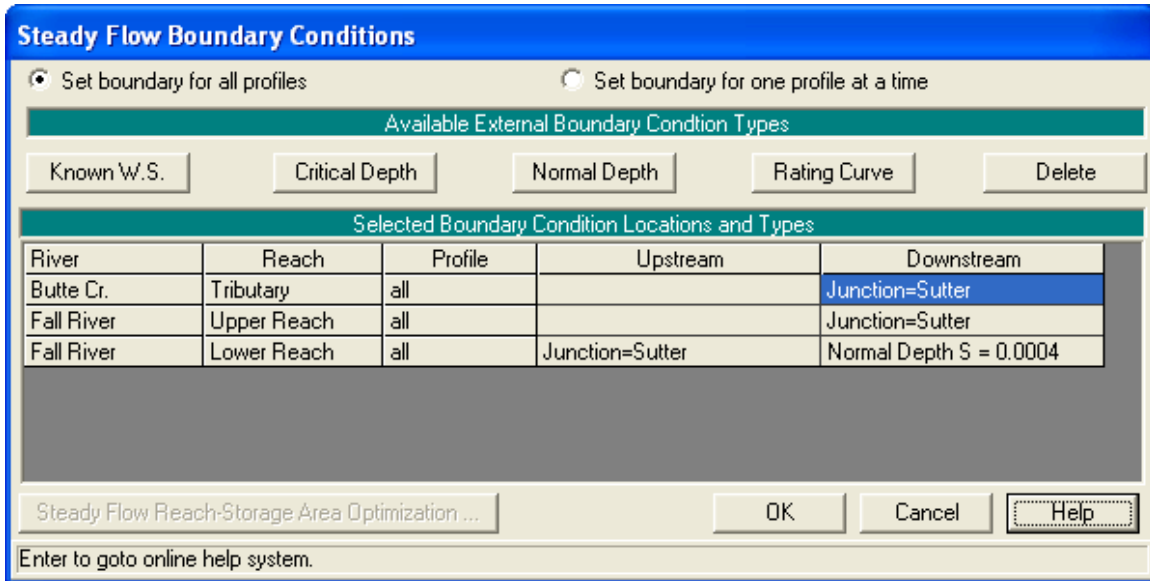 Steady Flow Boundary Conditions
Set boundary for all profiles Set boundary for one profile at a time
Available External Boundary Condtion Types
Known W.S. Critical Depth Normal Depth Rating Curve Delete
Selected Boundary Condition Locations and Types
River Reach Profile Upstream Downstream
Butte Cr. Tributary all Junction=Sutter
Fall River Upper Reach all Junction=Sutter
Fall River Lower Reach all Junction=Sutter Normal Depth S = 0.0004
Steady Flow Reach-Storage Area Optimization ... OK Cancel Help
Enter to goto online help system.